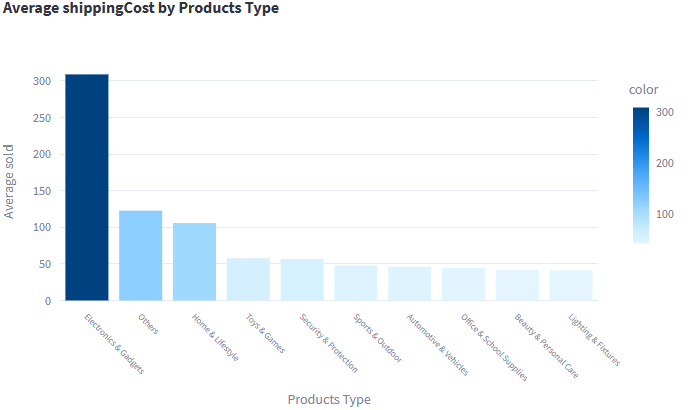 Average shippingCost by Products Type
color
300
200
100
Average sold
300
250
200
150
100
50
0
Electronics & Gadgets
Others
Home & Lifestyle
Toys & Games
Security & Protection
Sports & Outdoor
Automotive & Vehicles
Office & School Supplies
Beauty & Personal Care
Lighting & Fixtures
Products Type